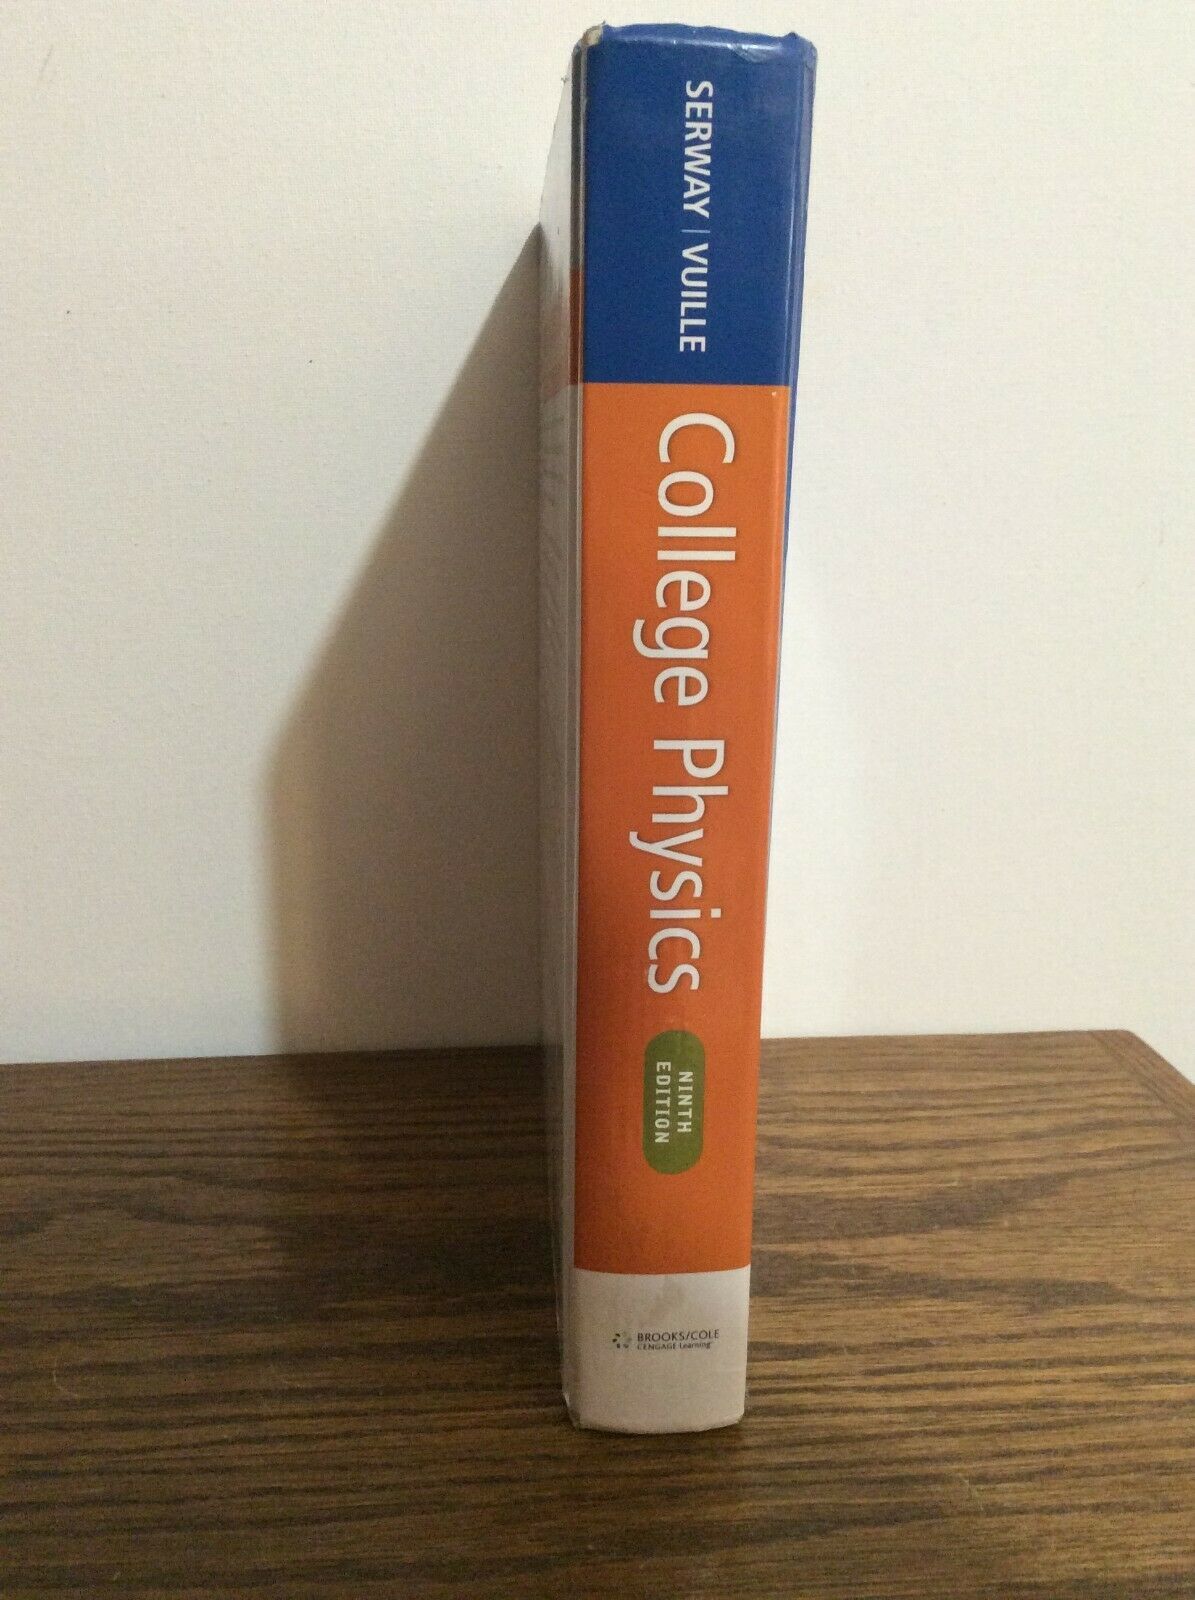 SERWAY | VUILLE
College Physics
NINTH
EDITION
BROOKS/COLE
CENGAGE Learning